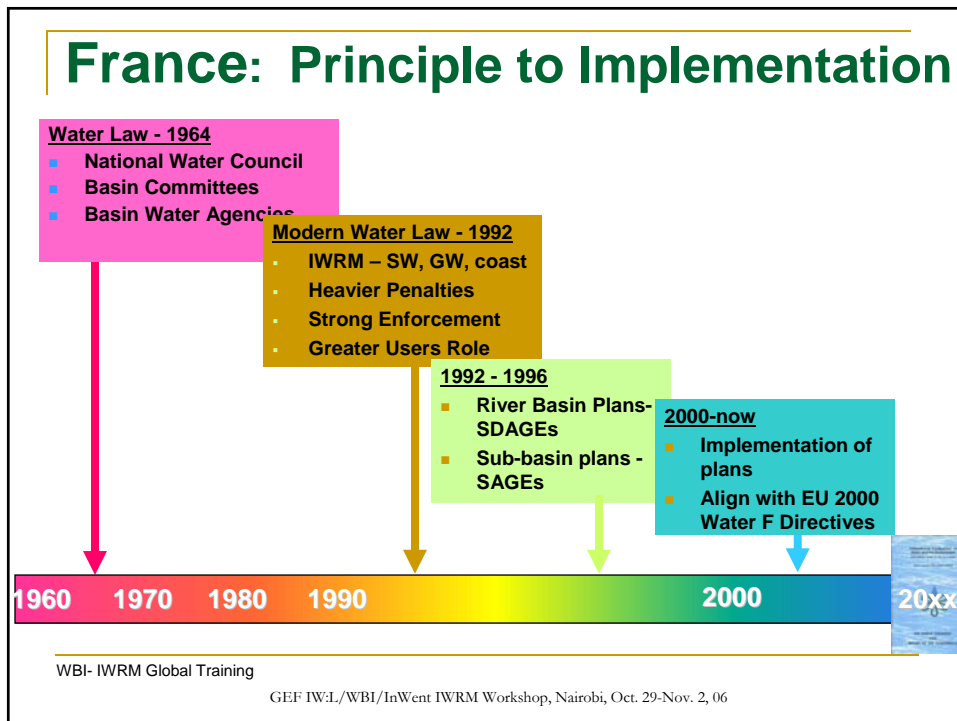 France: Principle to Implementation
Water Law - 1964
National Water Council
Basin Committees
Basin Water Agencies
Modern Water Law - 1992
IWRM – SW, GW, coast
Heavier Penalties
Strong Enforcement
Greater Users Role
1992 - 1996
River Basin Plans-
SDAGEs
Sub-basin plans -
SAGEs
2000-now
Implementation of
plans
Align with EU 2000
Water F Directives
1960 1970 1980 1990 2000 20xx
WBI- IWRM Global Training
GEF IW:L/WBI/InWent IWRM Workshop, Nairobi, Oct. 29-Nov. 2, 06